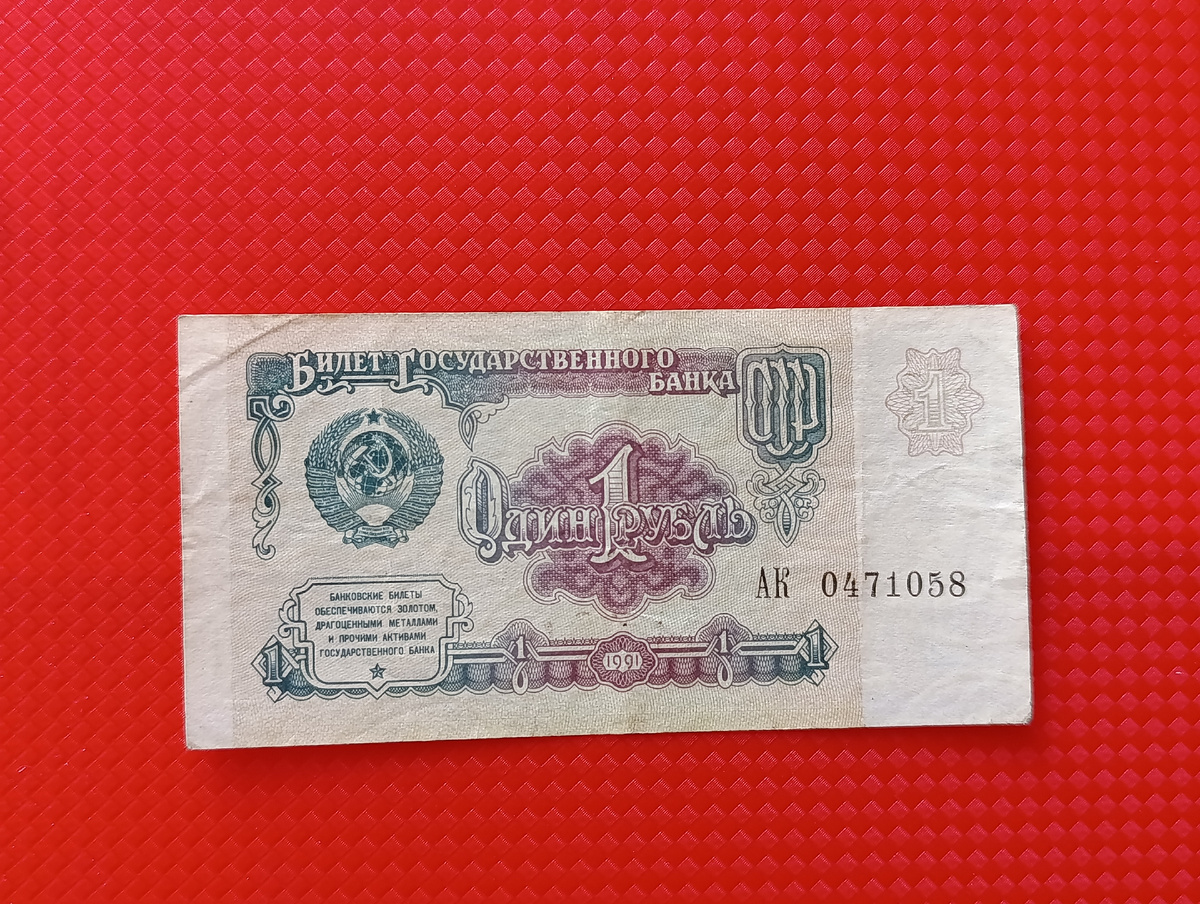 Билет Государственного
банка
СССР
1
Один 1 рубль
АК 0471058
БАНКОВСКИЕ БИЛЕТЫ
ОБЕСПЕЧИВАЮТСЯ ЗОЛОТОМ,
ДРАГОЦЕННЫМИ МЕТАЛЛАМИ
И ПРОЧИМИ АКТИВАМИ
ГОСУДАРСТВЕННОГО БАНКА
1 1 1991 1 1